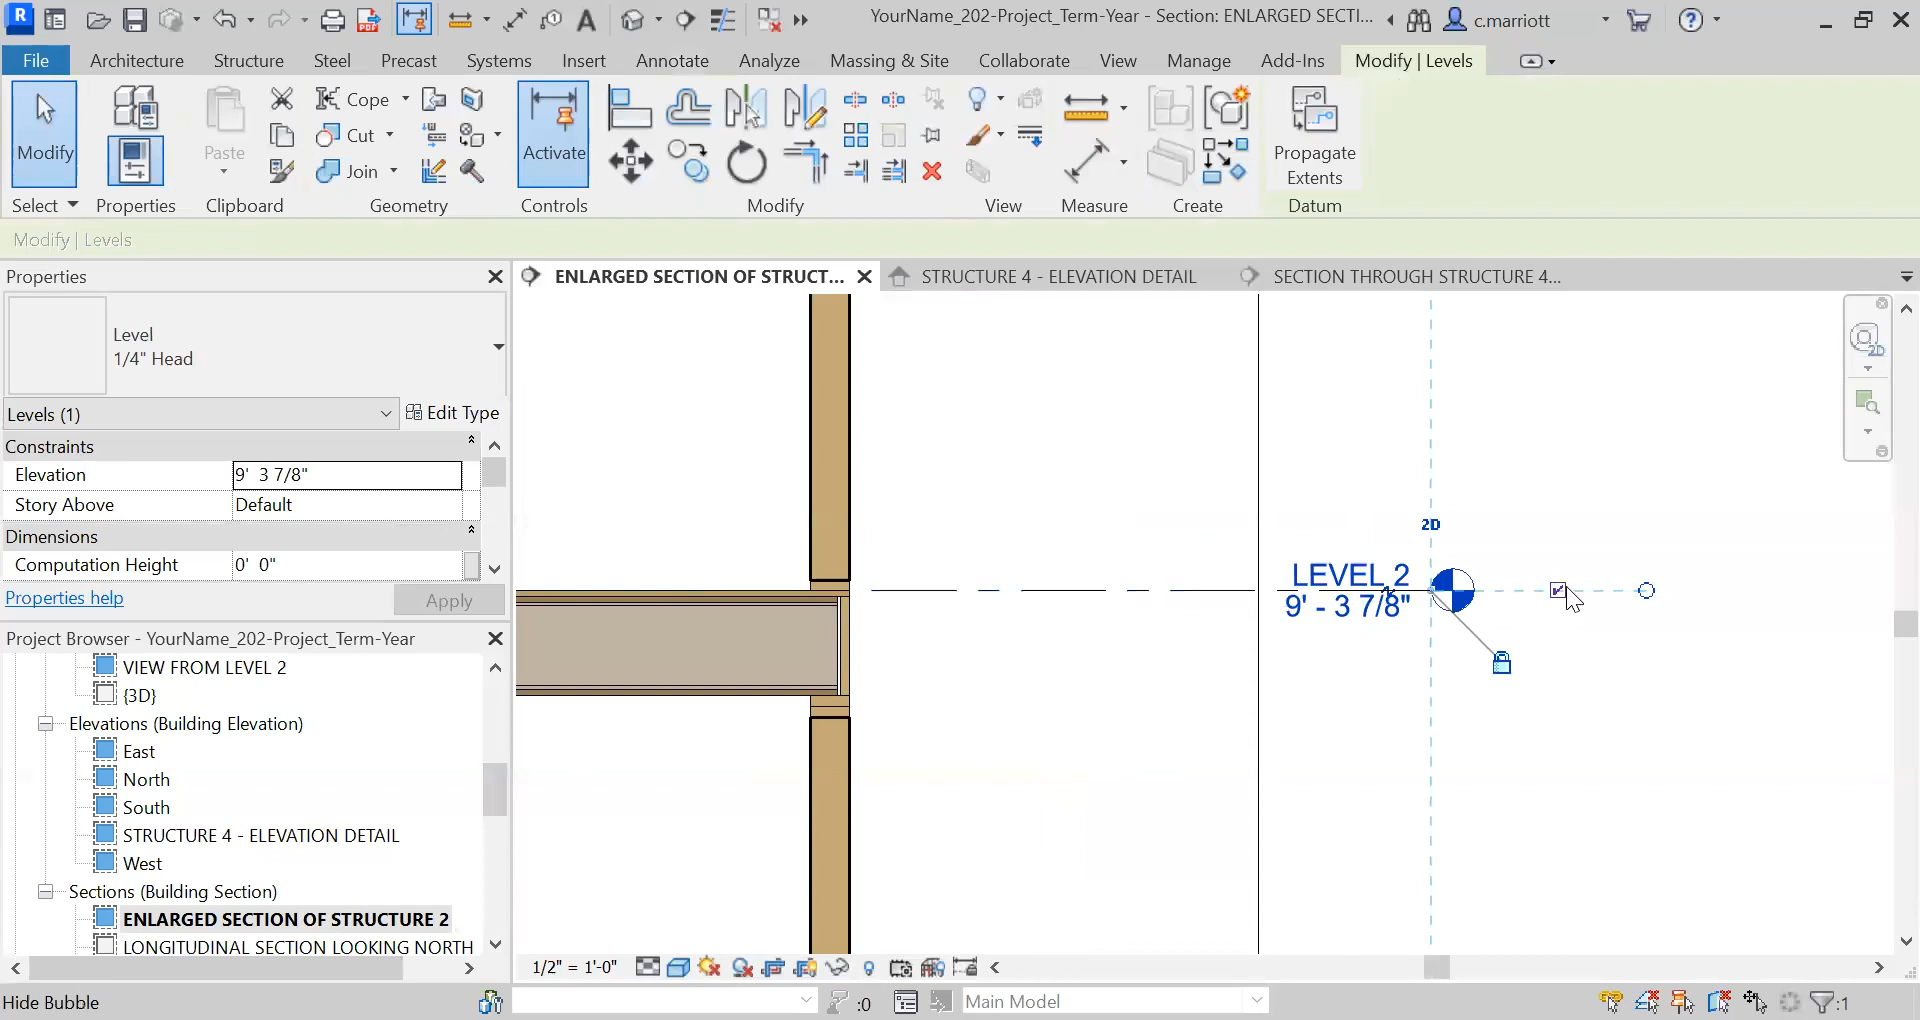 R
YourName_202-Project_Term-Year - Section: ENLARGED SECTI...
c.marriott
File
Architecture
Structure
Steel
Precast
Systems
Insert
Annotate
Analyze
Massing & Site
Collaborate
View
Manage
Add-Ins
Modify | Levels
Modify
Paste
Cope
Cut
Join
Activate
Propagate
Extents
Select
Properties
Clipboard
Geometry
Controls
Modify
View
Measure
Create
Datum
Modify | Levels
Properties
Level
1/4" Head
Levels (1)
Edit Type
Constraints
Elevation
9'  3 7/8"
Story Above
Default
Dimensions
Computation Height
0'  0"
Properties help
Apply
Project Browser - YourName_202-Project_Term-Year
VIEW FROM LEVEL 2
{3D}
Elevations (Building Elevation)
East
North
South
STRUCTURE 4 - ELEVATION DETAIL
West
Sections (Building Section)
ENLARGED SECTION OF STRUCTURE 2
LONGITUDINAL SECTION LOOKING NORTH
ENLARGED SECTION OF STRUCT...
STRUCTURE 4 - ELEVATION DETAIL
SECTION THROUGH STRUCTURE 4...
2D
2D
LEVEL 2
9' - 3 7/8"
1/2" = 1'-0"
Hide Bubble
:0
Main Model
:1